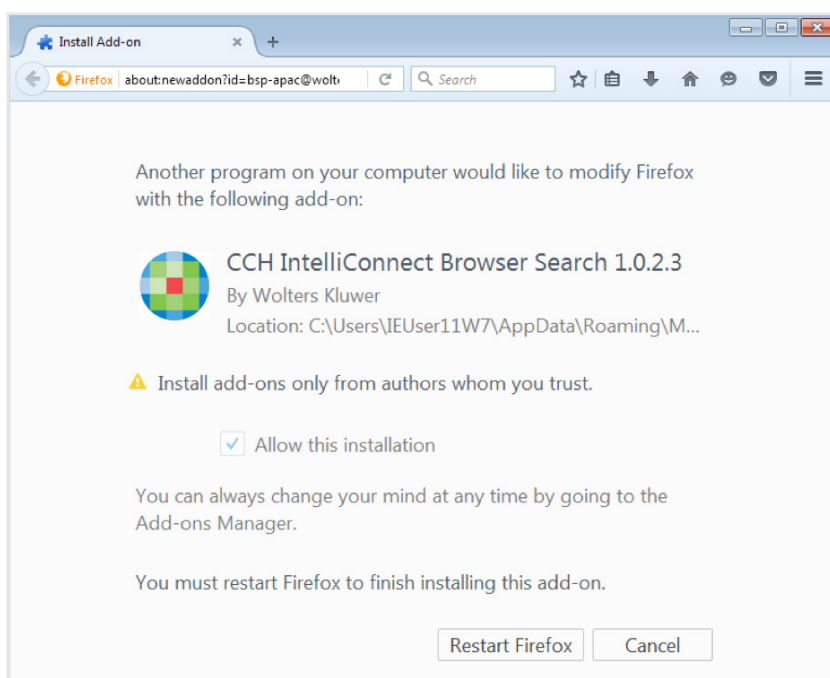 Install Add-on
Firefox about:newaddon?id=bsp-apac@wolt
Search
Another program on your computer would like to modify Firefox
with the following add-on:
CCH IntelliConnect Browser Search 1.0.2.3
By Wolters Kluwer
Location: C:\Users\IEUser11W7\AppData\Roaming\M...
Install add-ons only from authors whom you trust.
Allow this installation
You can always change your mind at any time by going to the
Add-ons Manager.
You must restart Firefox to finish installing this add-on.
Restart Firefox
Cancel